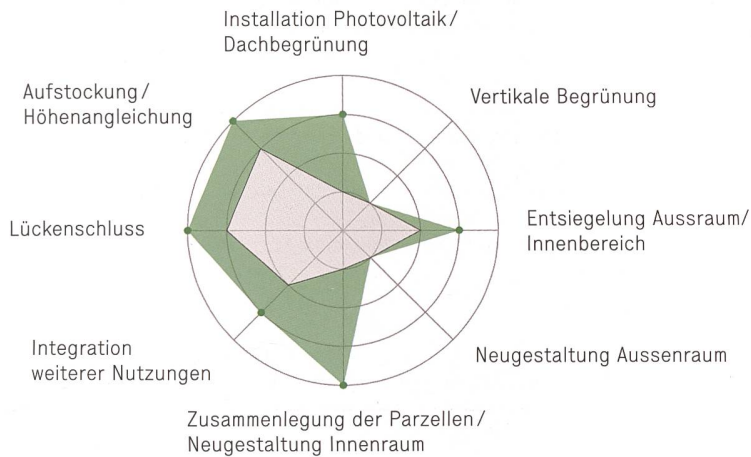 Installation Photovoltaik/
Dachbegrünung
Vertikale Begrünung
Entsiegelung Aussraum/
Innenbereich
Neugestaltung Aussenraum
Zusammenlegung der Parzellen/
Neugestaltung Innenraum
Integration
weiterer Nutzungen
Lückenschluss
Aufstockung/
Höhenangleichung